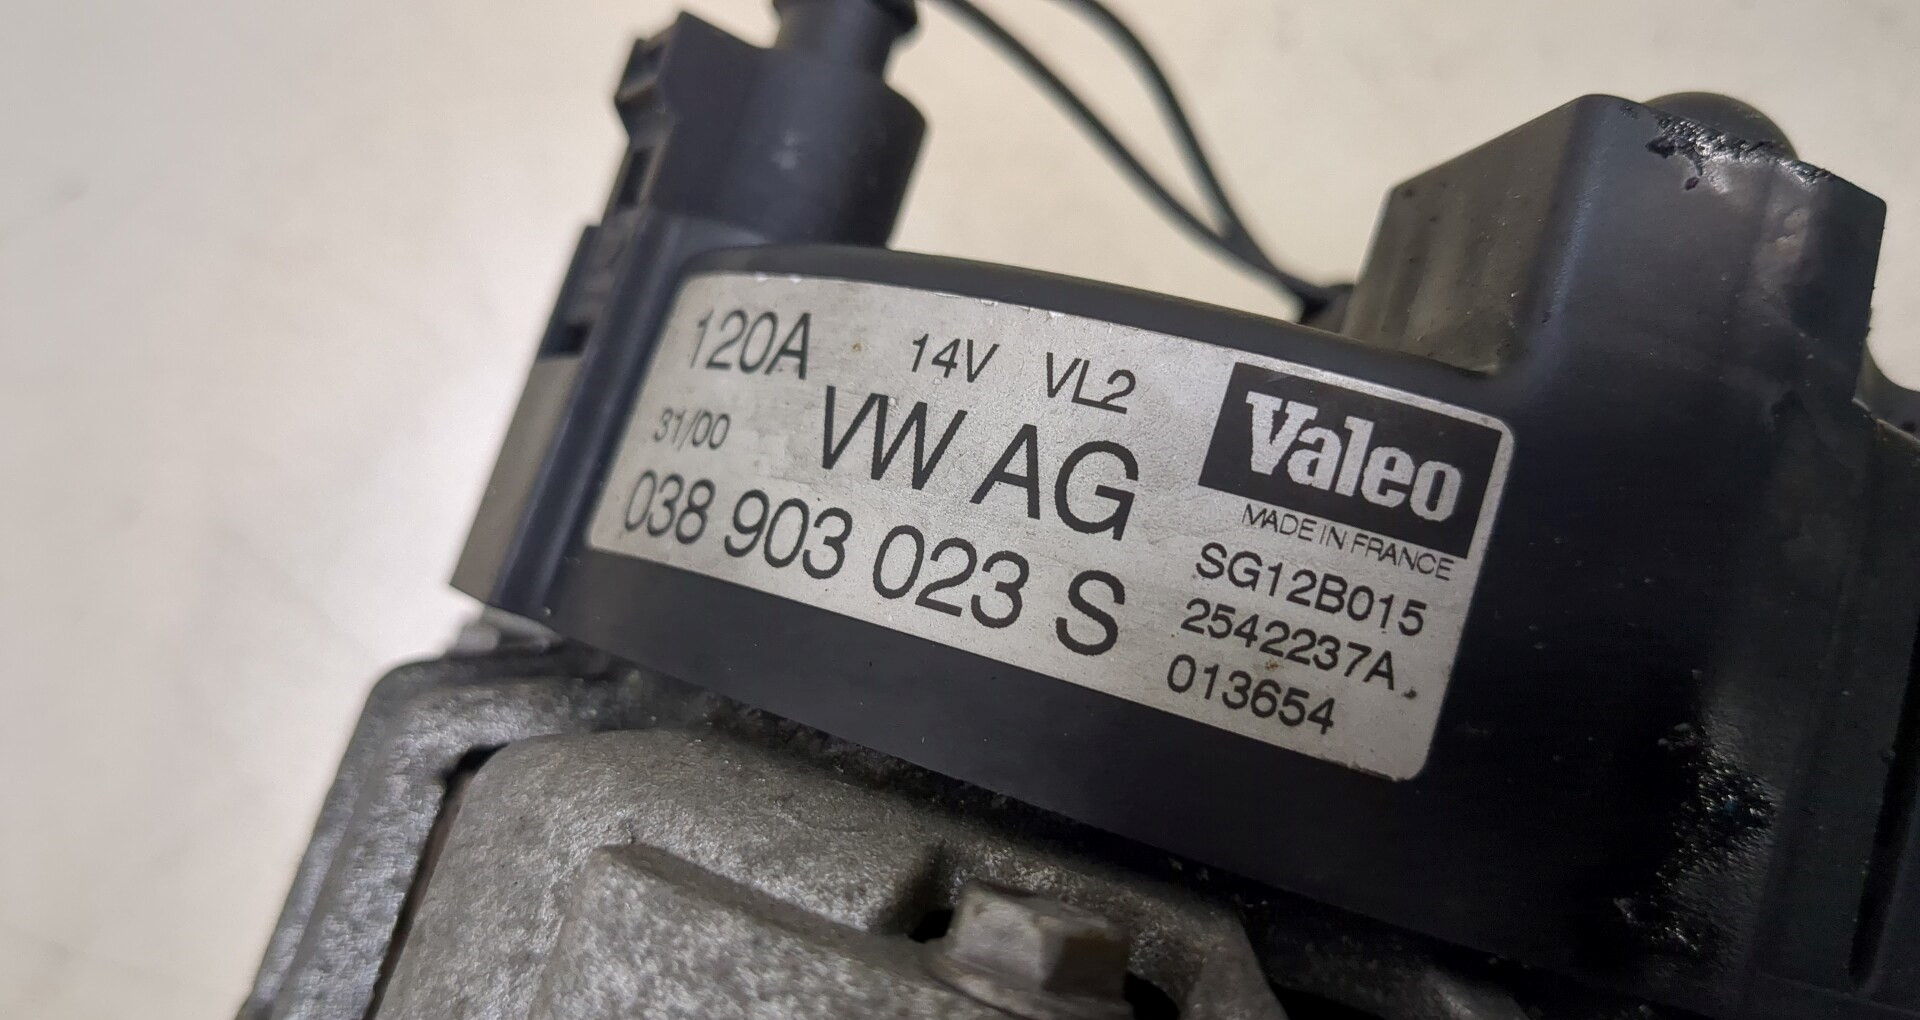 120A 14V VL2
31/00 VW AG
038 903 023 S
Valeo
MADE IN FRANCE
SG12B015
2542237A
013654